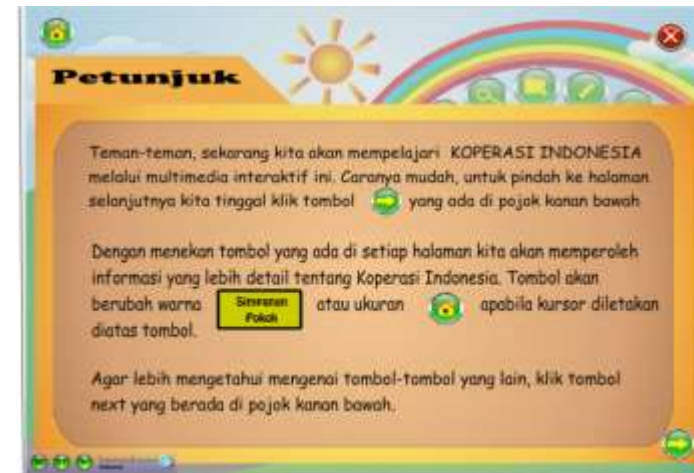 Petunjuk
Teman-teman, sekarang kita akan mempelajari KOPERASI INDONESIA
melalui multimedia interaktif ini. Caranya mudah, untuk pindah ke halaman
selanjutnya kita tinggal klik tombol yang ada di pojok kanan bawah
Dengan menekan tombol yang ada di setiap halaman kita akan memperoleh
informasi yang lebih detail tentang Koperasi Indonesia. Tombol akan
berubah warna Simpanan Pokok atau ukuran apabila kursor diletakan
diatas tombol.
Agar lebih mengetahui mengenai tombol-tombol yang lain, klik tombol
next yang berada di pojok kanan bawah.